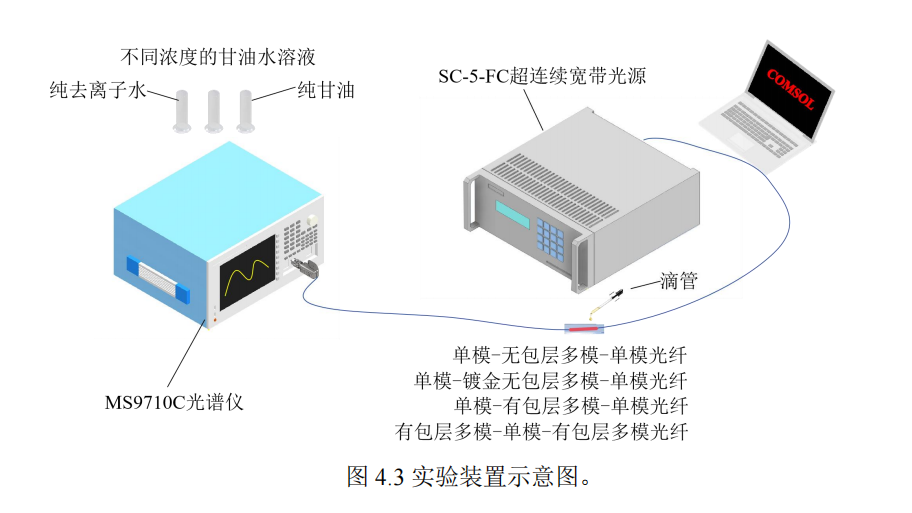 不同浓度的甘油水溶液
纯去离子水
纯甘油
SC-5-FC超连续宽带光源
COMSOL
滴管
MS9710C光谱仪
单模-无包层多模-单模光纤
单模-镀金无包层多模-单模光纤
单模-有包层多模-单模光纤
有包层多模-单模-有包层多模光纤
图 4.3 实验装置示意图。